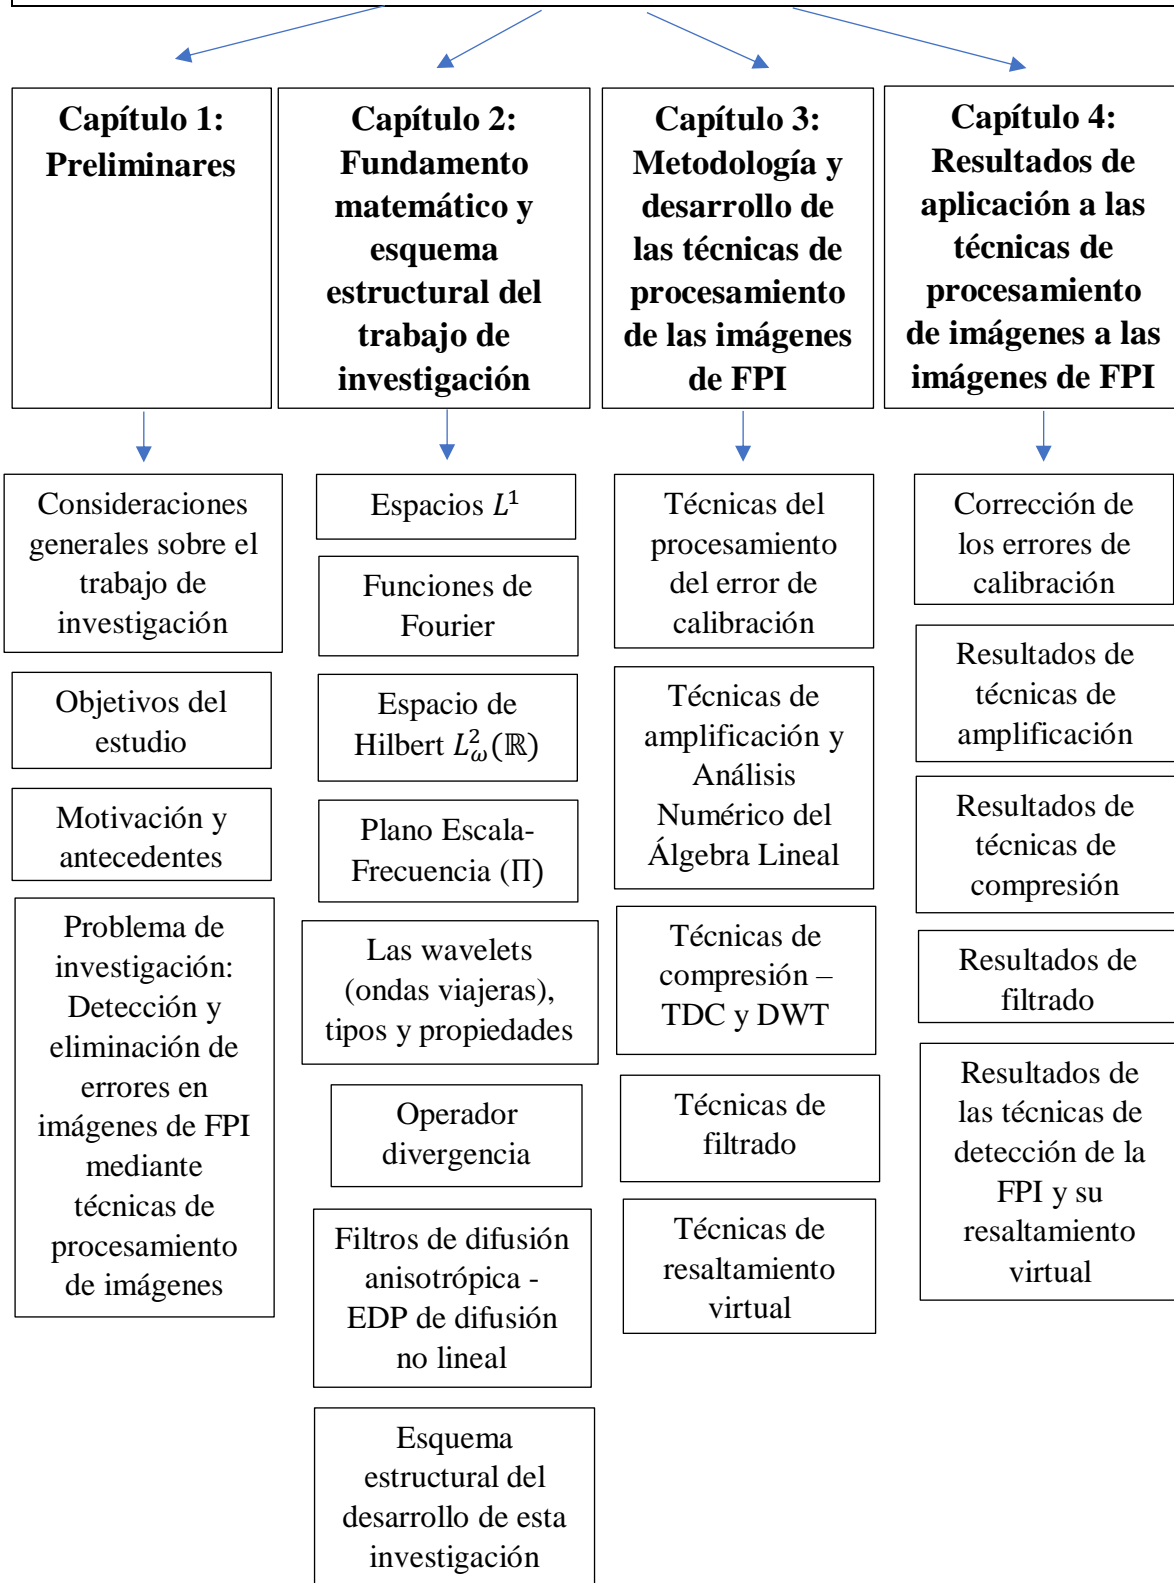 Capítulo 1:
Preliminares
Capítulo 2:
Fundamento
matemático y
esquema
estructural del
trabajo de
investigación
Capítulo 3:
Metodología y
desarrollo de
las técnicas de
procesamiento
de las imágenes
de FPI
Capítulo 4:
Resultados de
aplicación a las
técnicas de
procesamiento
de imágenes a las
imágenes de FPI
Consideraciones
generales sobre el
trabajo de
investigación
Objetivos del
estudio
Motivación y
antecedentes
Problema de
investigación:
Detección y
eliminación de
errores en
imágenes de FPI
mediante
técnicas de
procesamiento
de imágenes
Espacios 𝐿¹
Funciones de
Fourier
Espacio de
Hilbert 𝐿²_𝜔(ℝ)
Plano Escala-
Frecuencia (Π)
Las wavelets
(ondas viajeras),
tipos y propiedades
Operador
divergencia
Filtros de difusión
anisotrópica -
EDP de difusión
no lineal
Esquema
estructural del
desarrollo de esta
investigación
Técnicas del
procesamiento
del error de
calibración
Técnicas de
amplificación y
Análisis
Numérico del
Álgebra Lineal
Técnicas de
compresión –
TDC y DWT
Técnicas de
filtrado
Técnicas de
resaltamiento
virtual
Corrección de
los errores de
calibración
Resultados de
técnicas de
amplificación
Resultados de
técnicas de
compresión
Resultados de
filtrado
Resultados de
las técnicas de
detección de la
FPI y su
resaltamiento
virtual